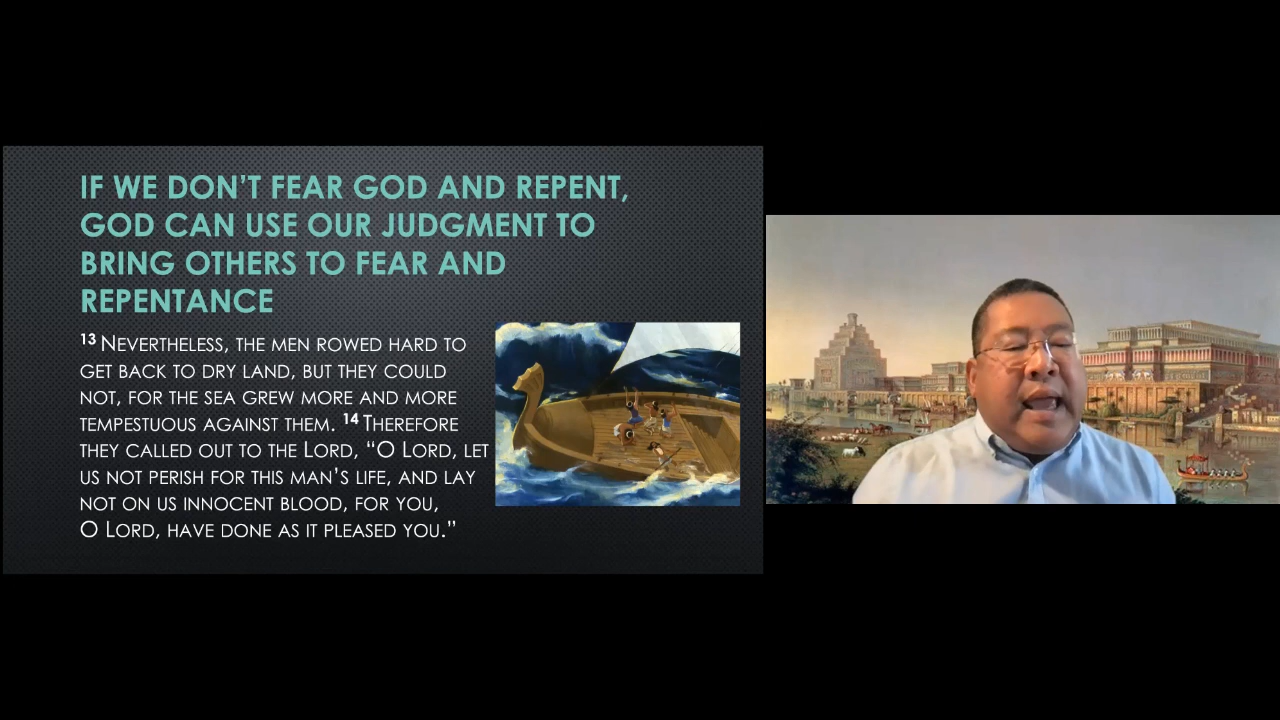 IF WE DON'T FEAR GOD AND REPENT,
GOD CAN USE OUR JUDGMENT TO
BRING OTHERS TO FEAR AND
REPENTANCE
13 NEVERTHELESS, THE MEN ROWED HARD TO
GET BACK TO DRY LAND, BUT THEY COULD
NOT, FOR THE SEA GREW MORE AND MORE
TEMPESTUOUS AGAINST THEM. 14 THEREFORE
THEY CALLED OUT TO THE LORD, “O LORD, LET
US NOT PERISH FOR THIS MAN’S LIFE, AND LAY
NOT ON US INNOCENT BLOOD, FOR YOU,
O LORD, HAVE DONE AS IT PLEASED YOU.”